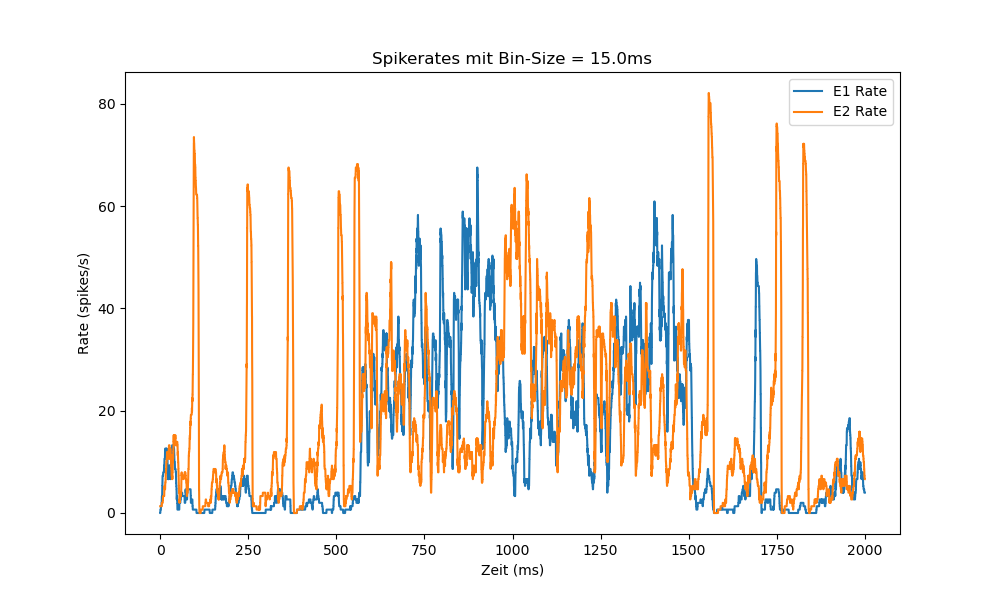 Spikerates mit Bin-Size = 15.0ms
E1 Rate
E2 Rate
80
60
40
20
0
Rate (spikes/s)
0 250 500 750 1000 1250 1500 1750 2000
Zeit (ms)